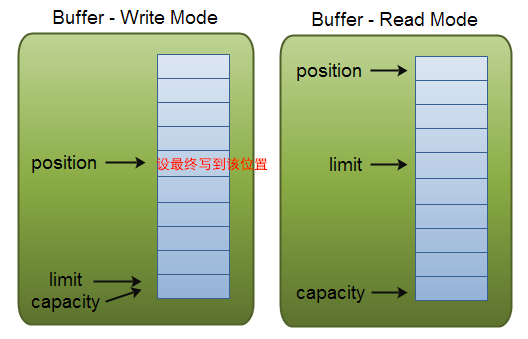 Buffer - Write Mode
position
设最终写到该位置
limit
capacity
Buffer - Read Mode
position
limit
capacity